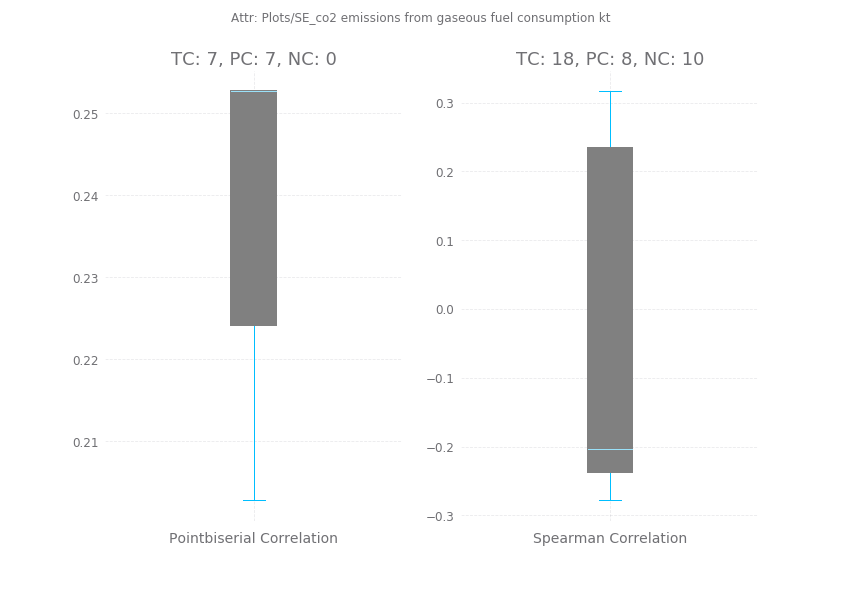 Attr: Plots/SE_co2 emissions from gaseous fuel consumption kt
TC: 7, PC: 7, NC: 0
0.25
0.24
0.23
0.22
0.21
Pointbiserial Correlation
TC: 18, PC: 8, NC: 10
0.3
0.2
0.1
0.0
−0.1
−0.2
−0.3
Spearman Correlation